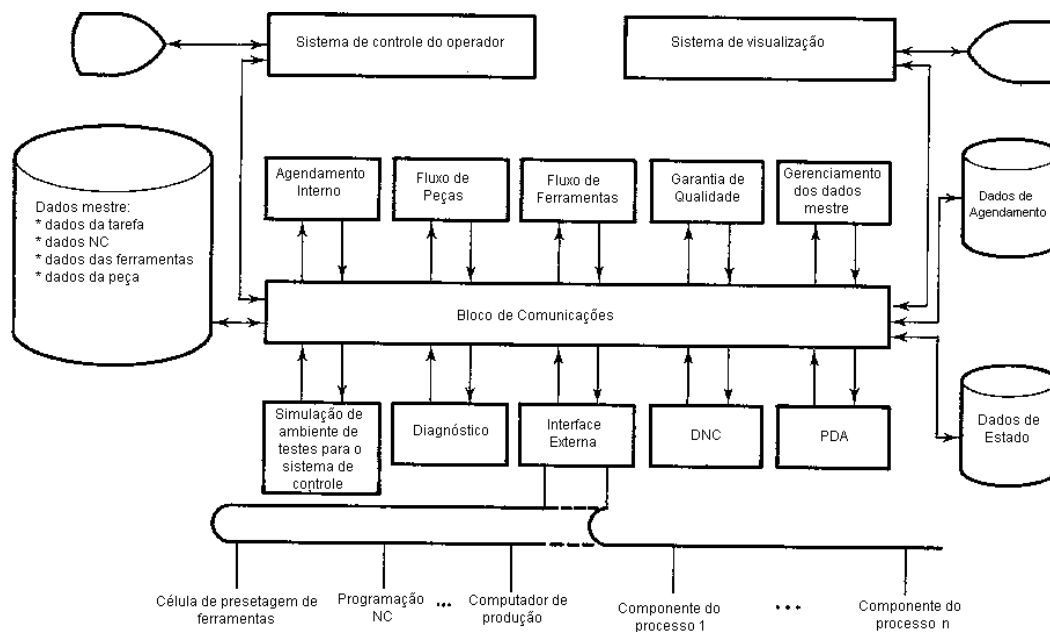 Sistema de controle do operador
Sistema de visualização
Agendamento
Interno
Fluxo de
Peças
Fluxo de
Ferramentas
Garantia de
Qualidade
Gerenciamento
dos dados
mestre
Dados mestre:
* dados da tarefa
* dados NC
* dados das ferramentas
* dados da peça
Dados de
Agendamento
Bloco de Comunicações
Simulação de
ambiente de
testes para o
sistema de
controle
Diagnóstico
Interface
Externa
DNC
PDA
Dados de
Estado
Célula de presetagem de
ferramentas
Programação
NC
...
Computador de
produção
Componente do
processo 1
...
Componente do
processo n